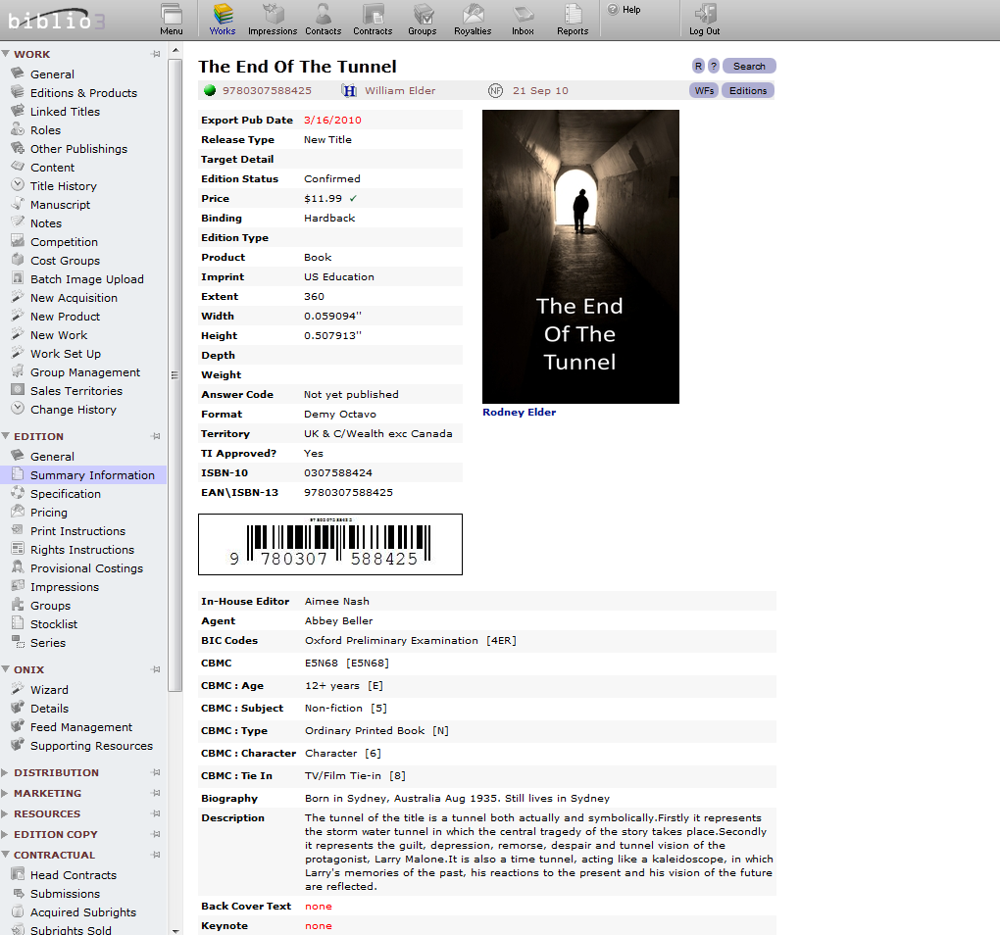 biblio3
Menu
Works
Impressions
Contacts
Contracts
Groups
Royalties
Inbox
Reports
? Help
Log Out
WORK
General
Editions & Products
Linked Titles
Roles
Other Publishings
Content
Title History
Manuscript
Notes
Competition
Cost Groups
Batch Image Upload
New Acquisition
New Product
New Work
Work Set Up
Group Management
Sales Territories
Change History
EDITION
General
Summary Information
Specification
Pricing
Print Instructions
Rights Instructions
Provisional Costings
Impressions
Groups
Stocklist
Series
ONIX
Wizard
Details
Feed Management
Supporting Resources
DISTRIBUTION
MARKETING
RESOURCES
EDITION COPY
CONTRACTUAL
Head Contracts
Submissions
Acquired Subrights
Subrights Sold
The End Of The Tunnel
R ? Search
9780307588425 H William Elder NF 21 Sep 10 WFs Editions
Export Pub Date 3/16/2010
Release Type New Title
Target Detail
Edition Status Confirmed
Price $11.99 ✓
Binding Hardback
Edition Type
Product Book
Imprint US Education
Extent 360
Width 0.059094''
Height 0.507913''
Depth
Weight
Answer Code Not yet published
Format Demy Octavo
Territory UK & C/Wealth exc Canada
TI Approved? Yes
ISBN-10 0307588424
EAN\ISBN-13 9780307588425
The End
Of The
Tunnel
Rodney Elder
9 780307 588425
In-House Editor Aimee Nash
Agent Abbey Beller
BIC Codes Oxford Preliminary Examination [4ER]
CBMC E5N68 [E5N68]
CBMC : Age 12+ years [E]
CBMC : Subject Non-fiction [5]
CBMC : Type Ordinary Printed Book [N]
CBMC : Character Character [6]
CBMC : Tie In TV/Film Tie-in [8]
Biography Born in Sydney, Australia Aug 1935. Still lives in Sydney
Description The tunnel of the title is a tunnel both actually and symbolically.Firstly it represents
the storm water tunnel in which the central tragedy of the story takes place.Secondly
it represents the guilt, depression, remorse, despair and tunnel vision of the
protagonist, Larry Malone.It is also a time tunnel, acting like a kaleidoscope, in which
Larry's memories of the past, his reactions to the present and his vision of the future
are reflected.
Back Cover Text none
Keynote none